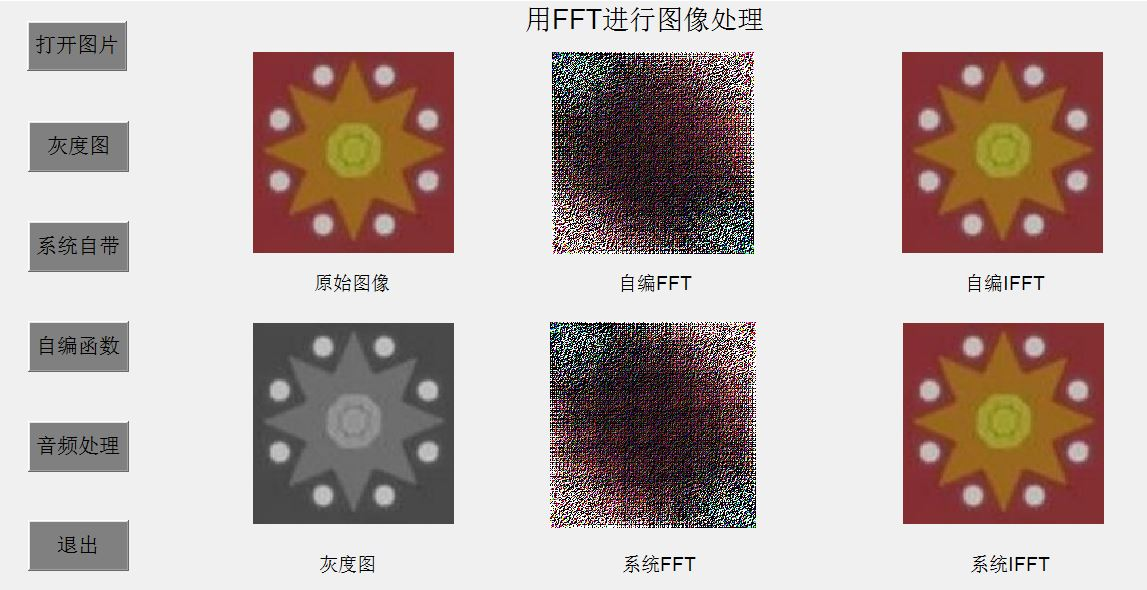 用FFT进行图像处理
打开图片
灰度图
系统自带
自编函数
音频处理
退出
原始图像
自编FFT
自编IFFT
灰度图
系统FFT
系统IFFT